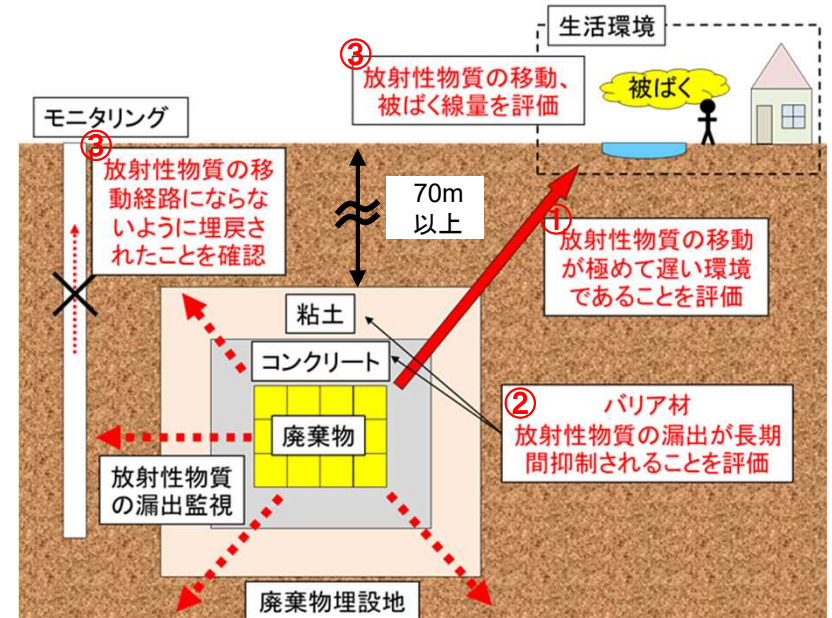 生活環境
③
放射性物質の移動、
被ばく線量を評価
被ばく
モニタリング
③
放射性物質の移
動経路にならな
いように埋戻さ
れたことを確認
70m
以上
①
放射性物質の移動
が極めて遅い環境
であることを評価
粘土
コンクリート
廃棄物
②
バリア材
放射性物質の漏出が長期
間抑制されることを評価
放射性物質
の漏出監視
廃棄物埋設地